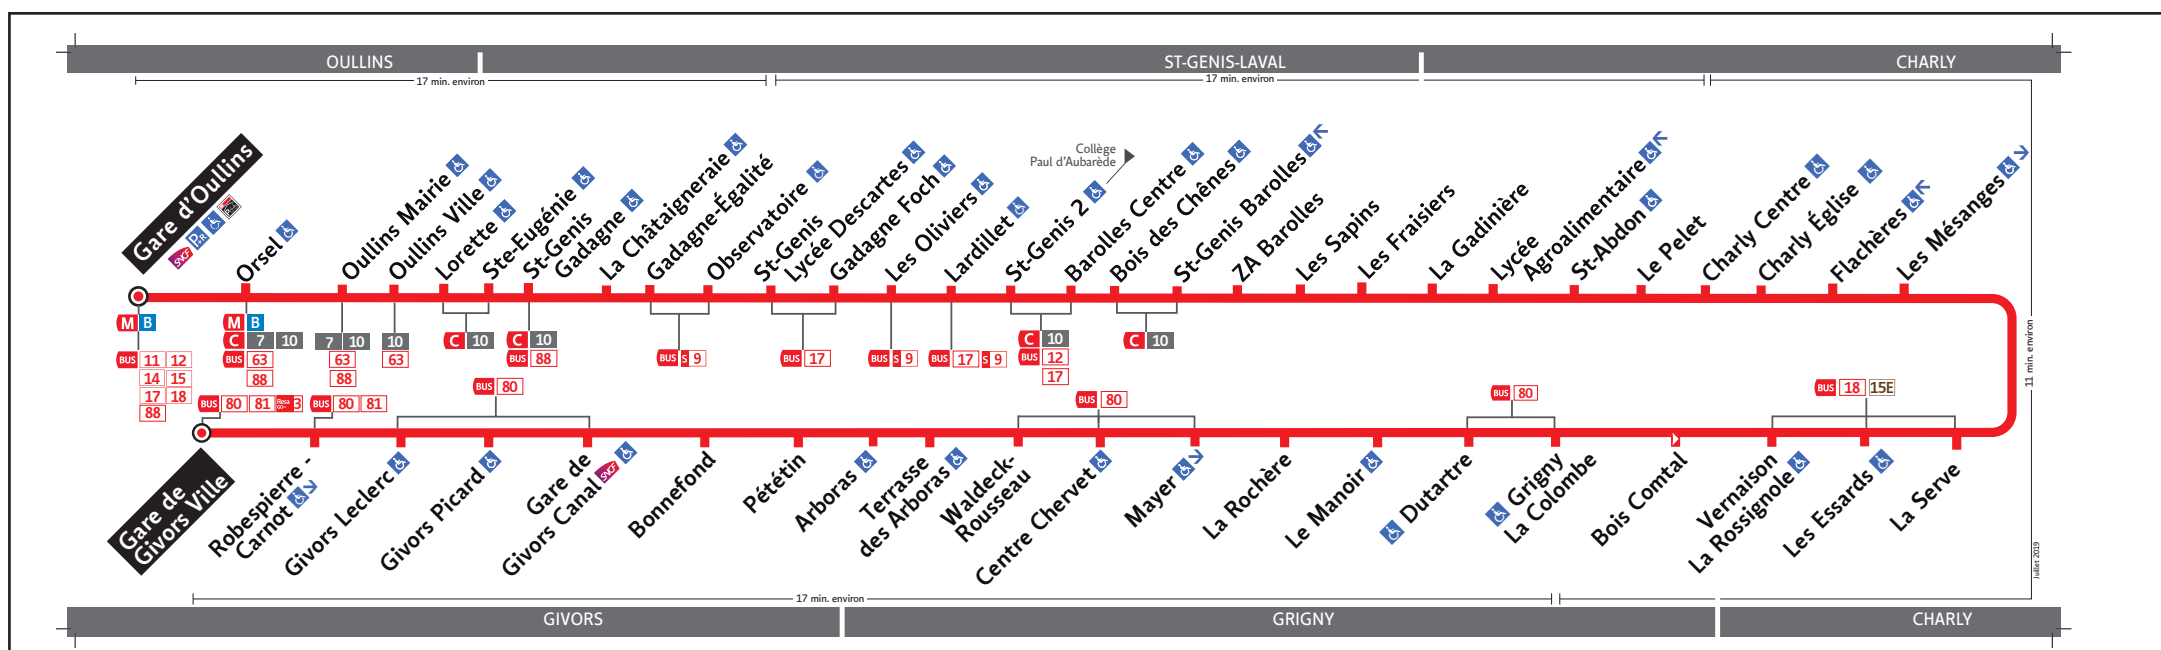 OULLINS
ST-GENIS-LAVAL
CHARLY
17 min. environ
17 min. environ
Gare d'Oullins
SNCF P+R
Orsel
Oullins Mairie
Oullins Ville
Lorette
Ste-Eugénie
St-Genis
Gadagne
La Châtaigneraie
Gadagne-Égalité
Observatoire
St-Genis
Lycée Descartes
Gadagne Foch
Les Oliviers
Lardillet
St-Genis 2
Collège
Paul d'Aubarède
Barolles Centre
Bois des Chênes
St-Genis Barolles
ZA Barolles
Les Sapins
Les Fraisiers
La Gadinière
Lycée
Agroalimentaire
St-Abdon
Le Pelet
Charly Centre
Charly Église
Flachères
Les Mésanges
M B
BUS 11 12
14 15
17 18
88
M B
C 7 10
BUS 63
88
7 10
63
88
10
63
C 10
C 10
BUS 88
BUS S 9
BUS 17
BUS S 9
BUS 17 S 9
C 10
BUS 12
17
C 10
11 min. environ
BUS 80 81 Resa 3
BUS 80 81
BUS 80
BUS 80
BUS 80
BUS 18 15E
Gare de
Givors Ville
Robespierre -
Carnot
Givors Leclerc
Givors Picard
Gare de
Givors Canal SNCF
Bonnefond
Pététin
Arboras
Terrasse
des Arboras
Waldeck-
Rousseau
Centre Chervet
Mayer
La Rochère
Le Manoir
Dutartre
Grigny
La Colombe
Bois Comtal
Vernaison
La Rossignole
Les Essards
La Serve
Juillet 2019
17 min. environ
GIVORS
GRIGNY
CHARLY